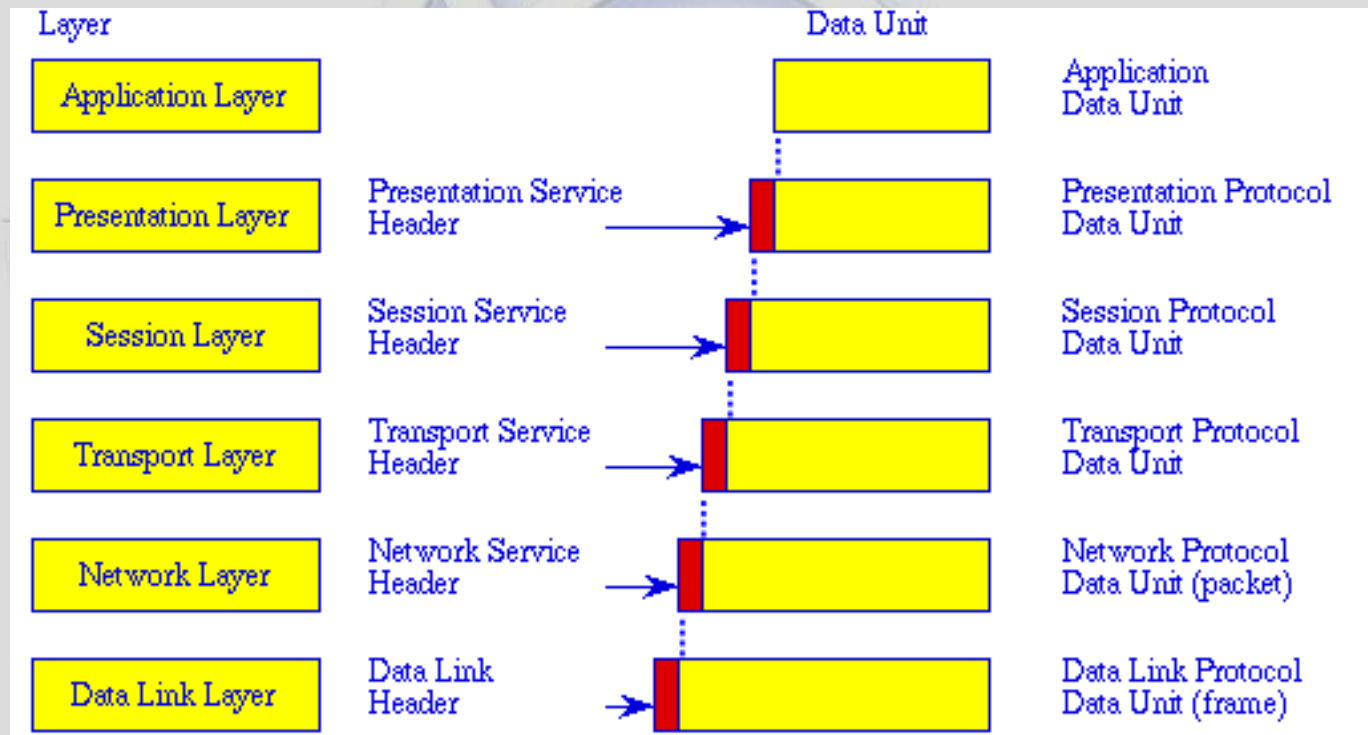 Layer
Data Unit
Application Layer
Application
Data Unit
Presentation Layer
Presentation Service
Header
Presentation Protocol
Data Unit
Session Layer
Session Service
Header
Session Protocol
Data Unit
Transport Layer
Transport Service
Header
Transport Protocol
Data Unit
Network Layer
Network Service
Header
Network Protocol
Data Unit (packet)
Data Link Layer
Data Link
Header
Data Link Protocol
Data Unit (frame)